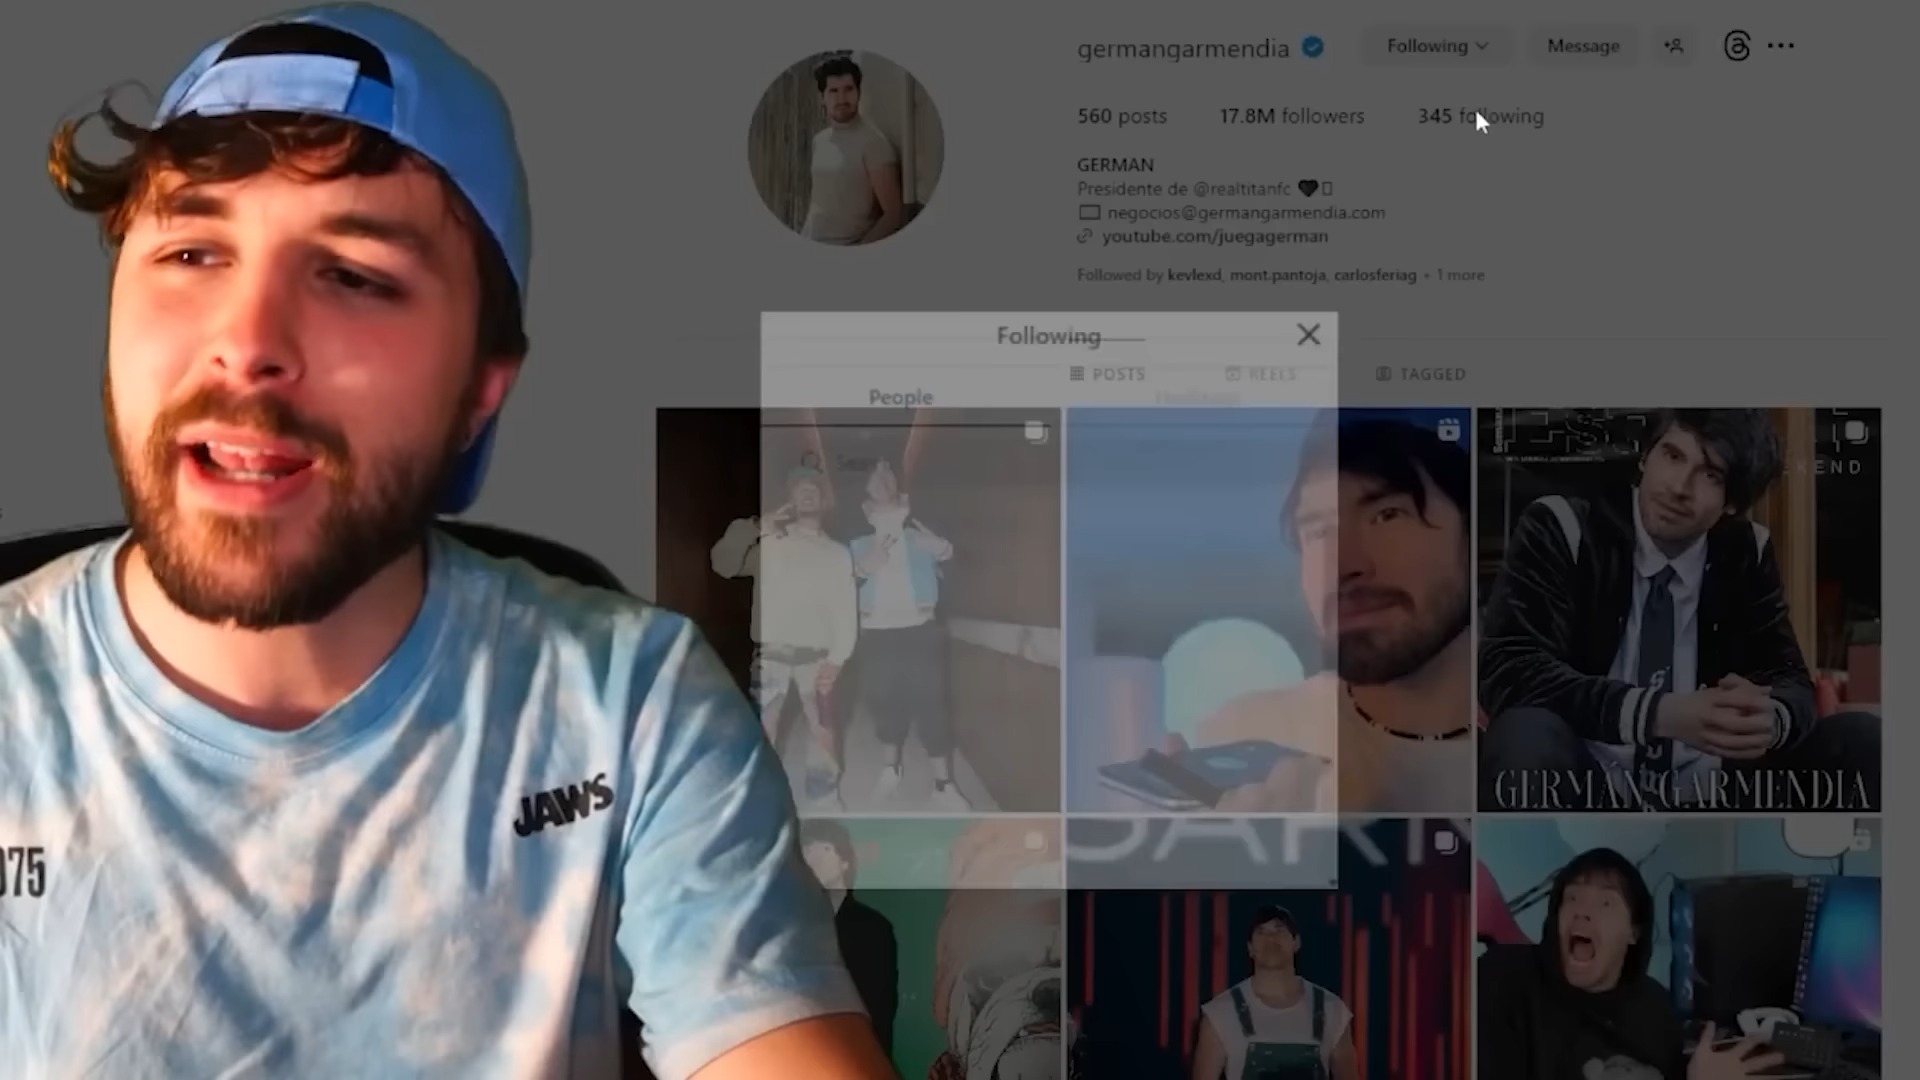 germangarmendia
Following
Message
560 posts
17.8M followers
345 following
GERMAN
Presidente de @realtitanfc
negocios@germangarmendia.com
youtube.com/juegagerman
Followed by kevlexd, mont.pantoja, carlosferiag + 1 more
Following
POSTS
REELS
TAGGED
People
GERMÁN GARMENDIA
JAWS
075